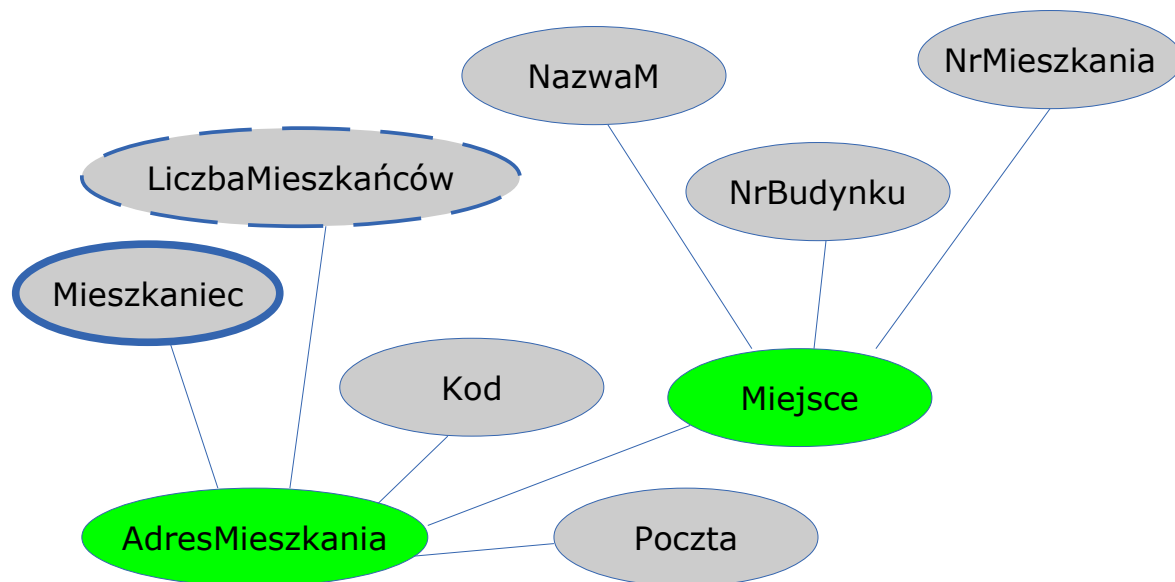 NrMieszkania
NazwaM
LiczbaMieszkańców
NrBudynku
Mieszkaniec
Kod
Miejsce
AdresMieszkania
Poczta